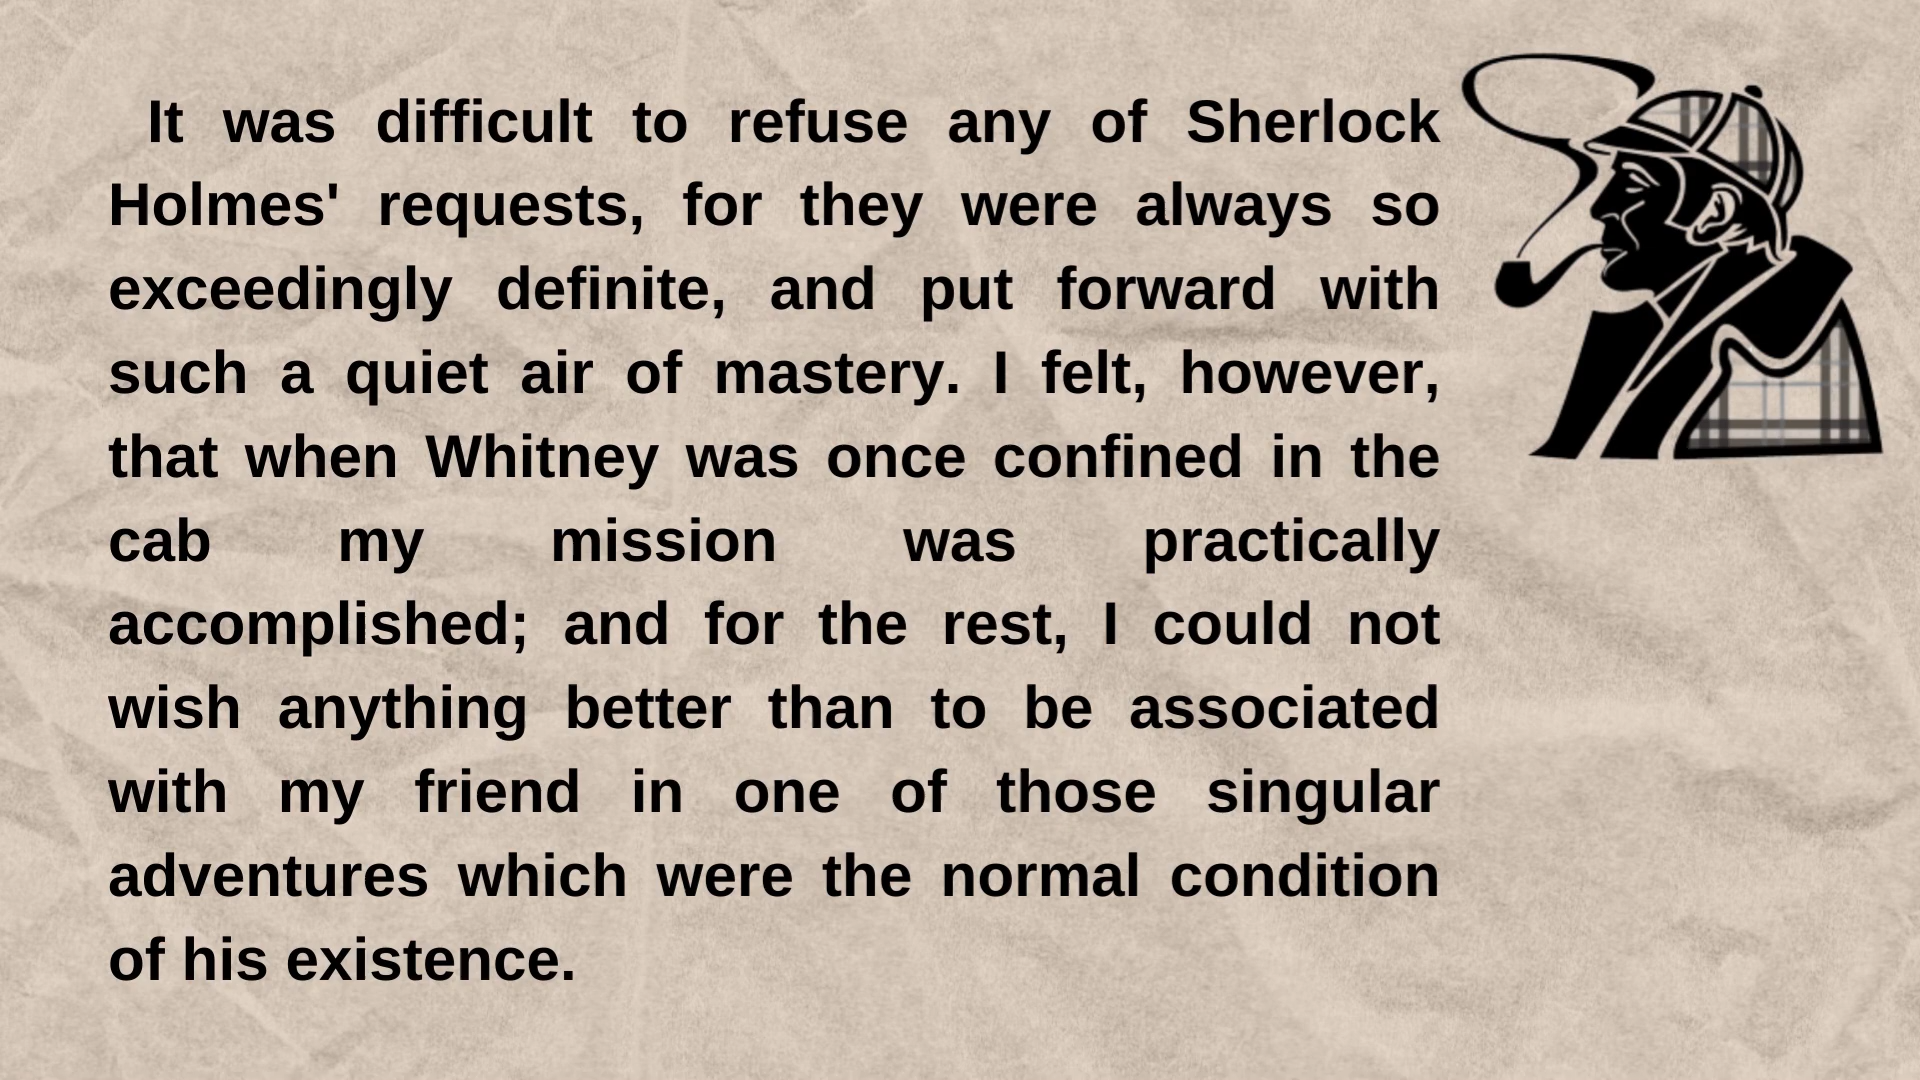 It was difficult to refuse any of Sherlock
Holmes' requests, for they were always so
exceedingly definite, and put forward with
such a quiet air of mastery. I felt, however,
that when Whitney was once confined in the
cab my mission was practically
accomplished; and for the rest, I could not
wish anything better than to be associated
with my friend in one of those singular
adventures which were the normal condition
of his existence.